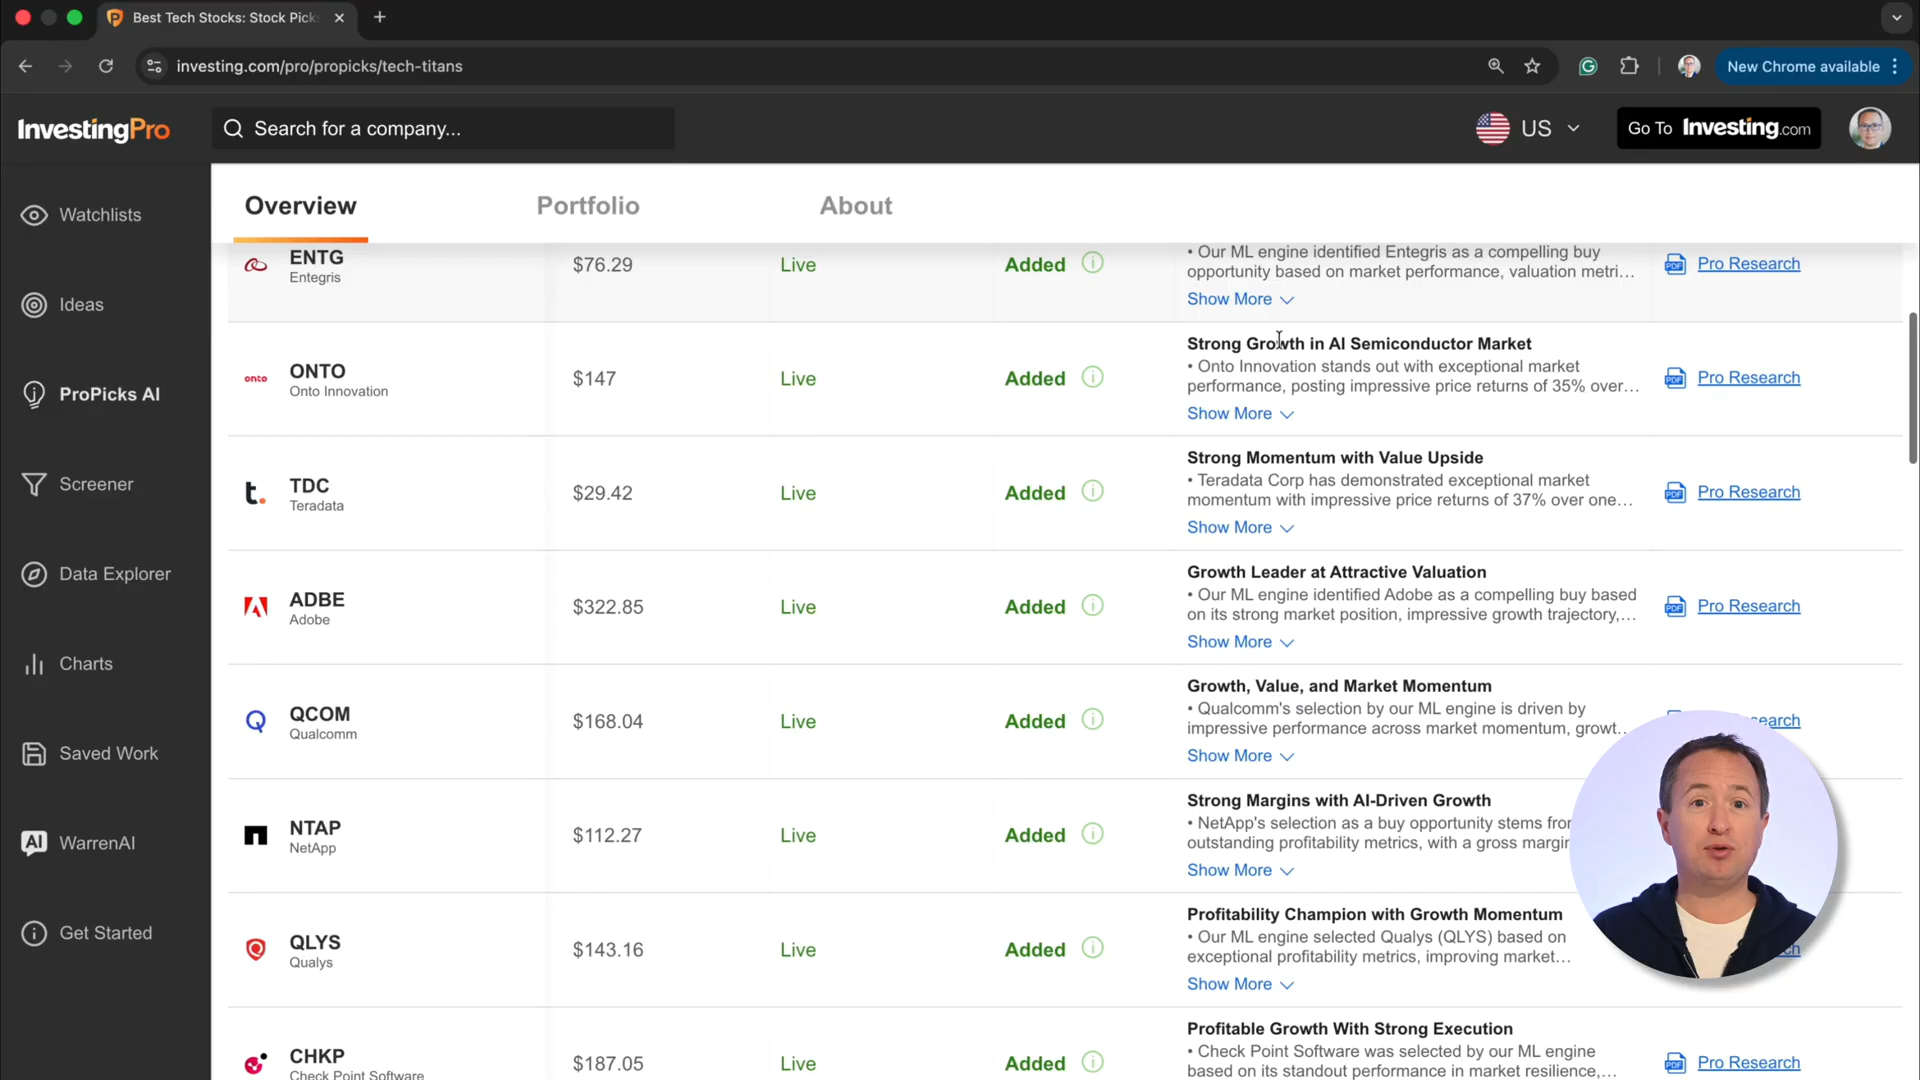 Best Tech Stocks: Stock Pick
investing.com/pro/propicks/tech-titans
New Chrome available
InvestingPro
Search for a company...
US
Go To Investing.com
Watchlists
Ideas
ProPicks AI
Screener
Data Explorer
Charts
Saved Work
AI WarrenAI
Get Started
Overview
Portfolio
About
ENTG
Entegris
$76.29
Live
Added
• Our ML engine identified Entegris as a compelling buy
opportunity based on market performance, valuation metri...
Show More
PDF Pro Research
onto
ONTO
Onto Innovation
$147
Live
Added
Strong Growth in AI Semiconductor Market
• Onto Innovation stands out with exceptional market
performance, posting impressive price returns of 35% over...
Show More
PDF Pro Research
t.
TDC
Teradata
$29.42
Live
Added
Strong Momentum with Value Upside
• Teradata Corp has demonstrated exceptional market
momentum with impressive price returns of 37% over one...
Show More
PDF Pro Research
ADBE
Adobe
$322.85
Live
Added
Growth Leader at Attractive Valuation
• Our ML engine identified Adobe as a compelling buy based
on its strong market position, impressive growth trajectory,...
Show More
PDF Pro Research
QCOM
Qualcomm
$168.04
Live
Added
Growth, Value, and Market Momentum
• Qualcomm's selection by our ML engine is driven by
impressive performance across market momentum, growt...
Show More
search
NTAP
NetApp
$112.27
Live
Added
Strong Margins with AI-Driven Growth
• NetApp's selection as a buy opportunity stems from
outstanding profitability metrics, with a gross margin
Show More
QLYS
Qualys
$143.16
Live
Added
Profitability Champion with Growth Momentum
• Our ML engine selected Qualys (QLYS) based on
exceptional profitability metrics, improving market...
Show More
CHKP
Check Point Software
$187.05
Live
Added
Profitable Growth With Strong Execution
• Check Point Software was selected by our ML engine
based on its standout performance in market resilience,...
PDF Pro Research